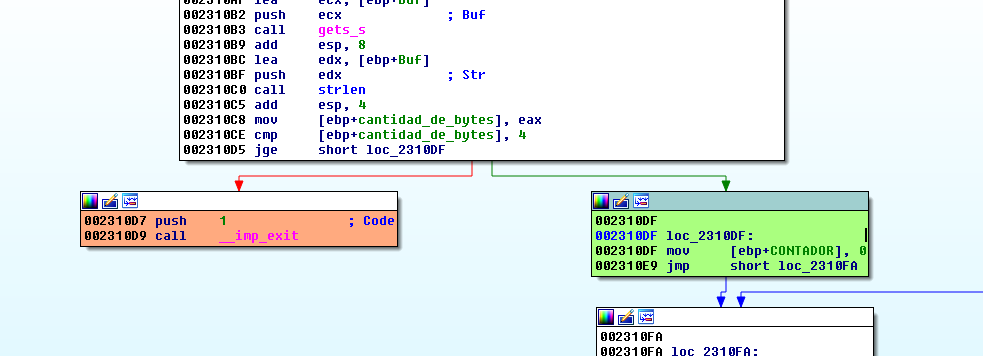 002310AF lea ecx, [ebp+Buf]
002310B2 push ecx ; Buf
002310B3 call gets_s
002310B9 add esp, 8
002310BC lea edx, [ebp+Buf]
002310BF push edx ; Str
002310C0 call strlen
002310C5 add esp, 4
002310C8 mov [ebp+cantidad_de_bytes], eax
002310CE cmp [ebp+cantidad_de_bytes], 4
002310D5 jge short loc_2310DF
002310D7 push 1 ; Code
002310D9 call __imp_exit
002310DF
002310DF loc_2310DF:
002310DF mov [ebp+CONTADOR], 0
002310E9 jmp short loc_2310FA
002310FA
002310FA loc_2310FA: